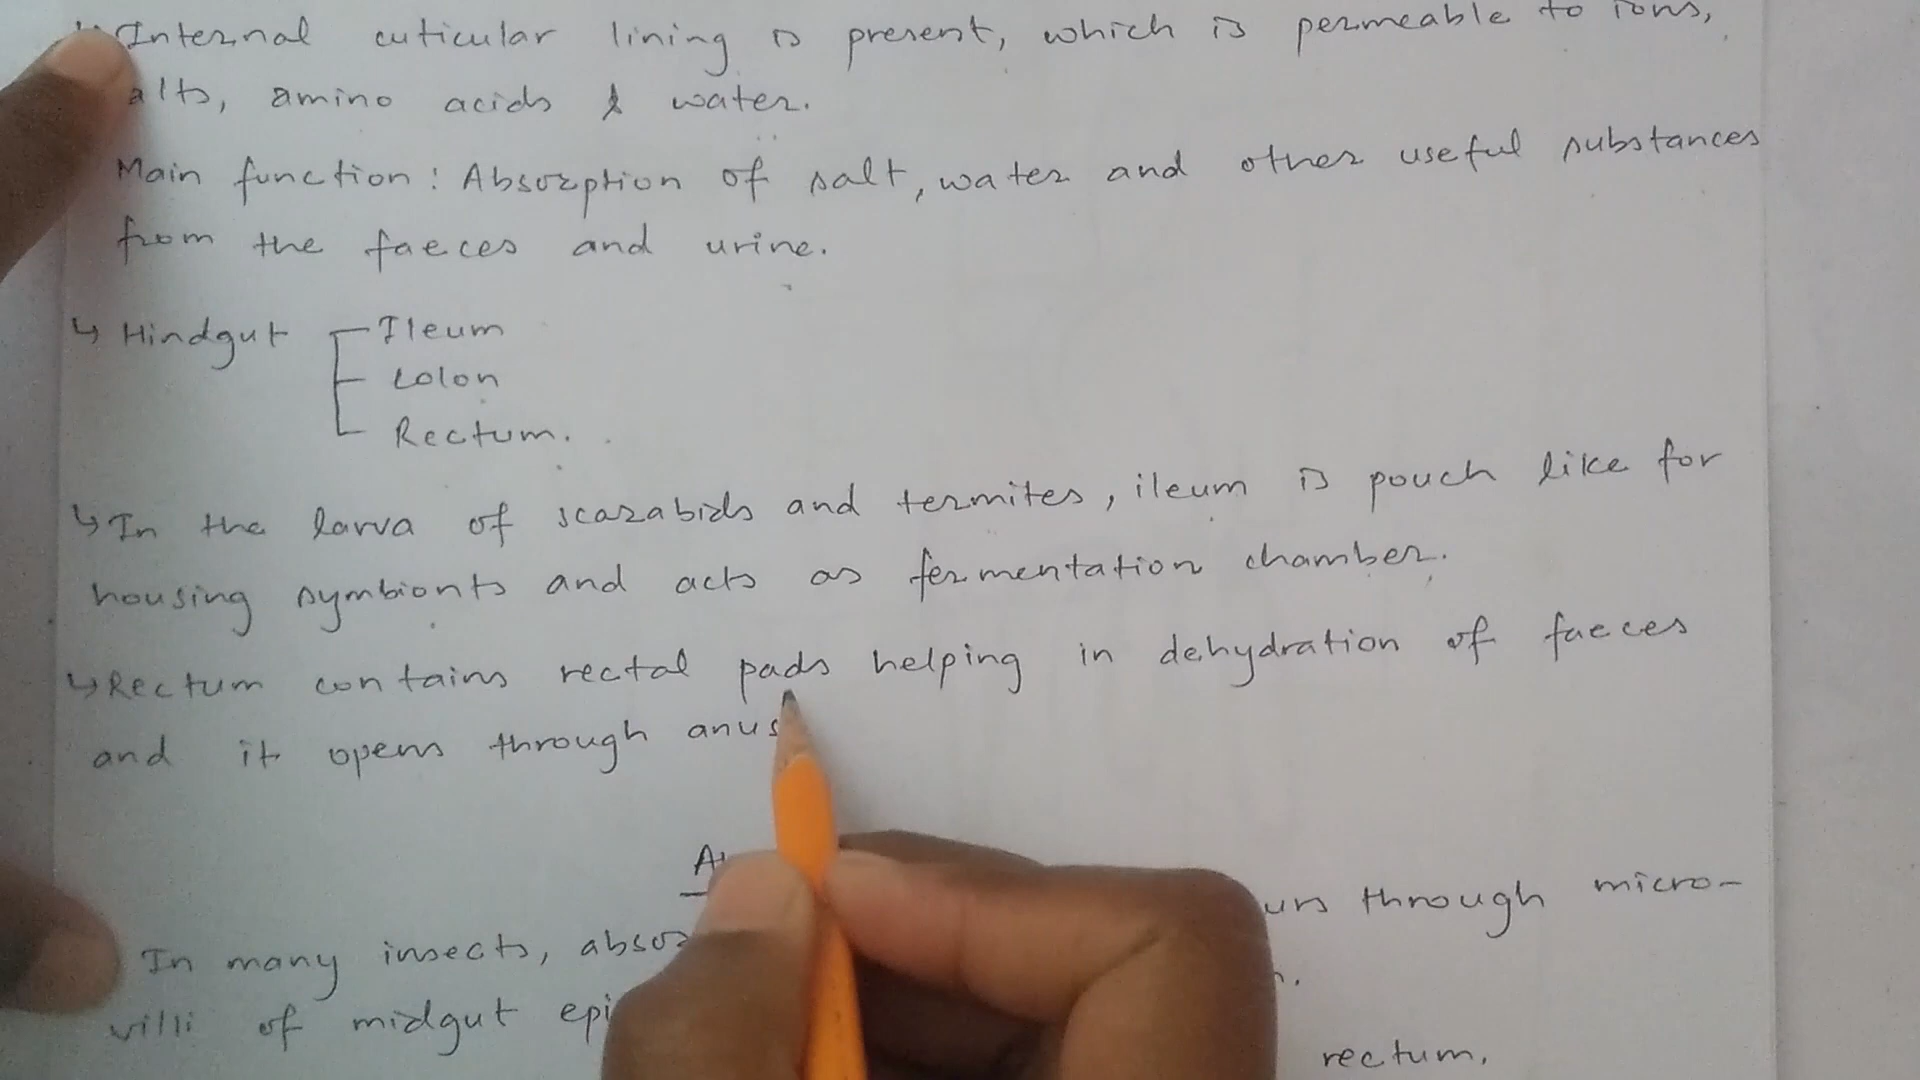 ↳ Internal cuticular lining is present, which is permeable to ions,
alts, amino acids & water.
Main function: Absorption of salt, water and other useful substances
from the faeces and urine.
↳ Hindgut
Ileum
Colon
Rectum.
↳ In the larva of scarabids and termites, ileum is pouch like for
housing symbionts and acts as fermentation chamber.
↳ Rectum contains rectal pads helping in dehydration of faeces
and it opens through anus
In many insects, through micro-
villi of midgut
rectum.